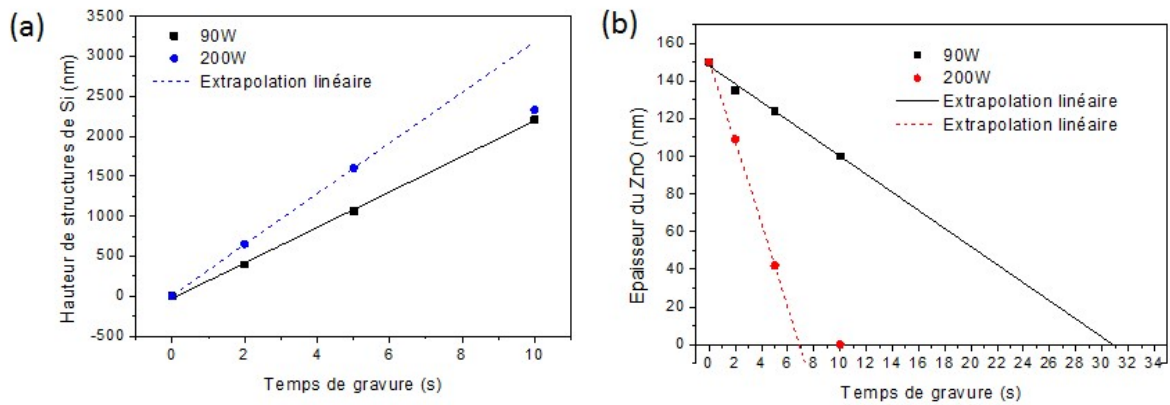 (a)
3500
3000
2500
2000
1500
1000
500
0
-500
Hauteur de structures de Si (nm)
90W
200W
Extrapolation linéaire
0 2 4 6 8 10
Temps de gravure (s)
(b)
160
140
120
100
80
60
40
20
0
Epaisseur du ZnO (nm)
90W
200W
Extrapolation linéaire
Extrapolation linéaire
0 2 4 6 8 10 12 14 16 18 20 22 24 26 28 30 32 34
Temps de gravure (s)